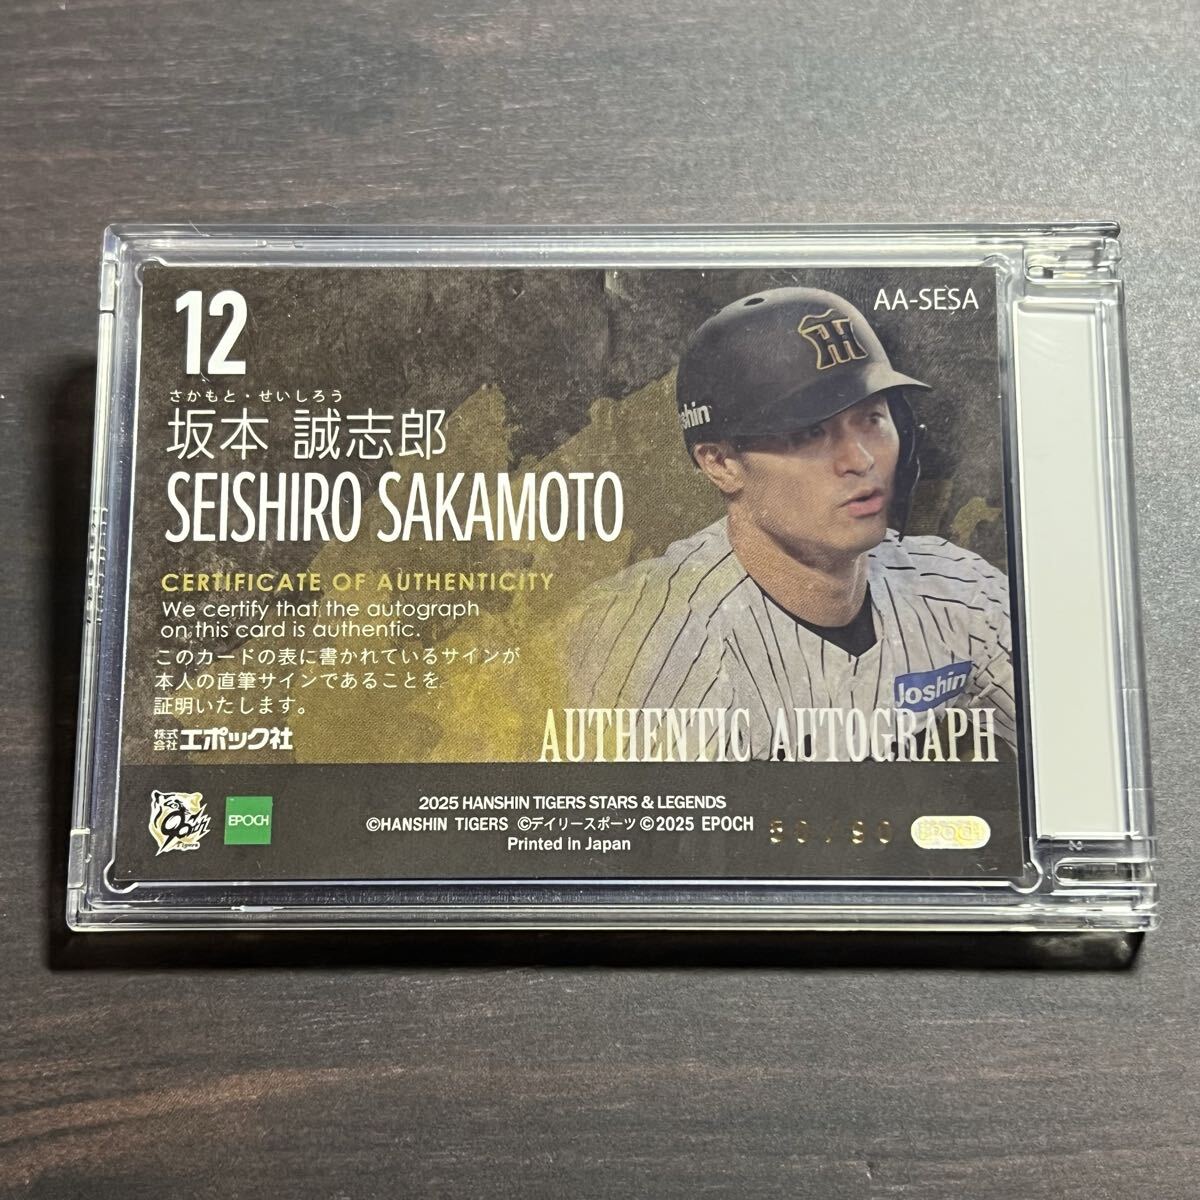 12
AA-SESA
さかもと・せいしろう
坂本 誠志郎
SEISHIRO SAKAMOTO
CERTIFICATE OF AUTHENTICITY
We certify that the autograph
on this card is authentic.
このカードの表に書かれているサインが
本人の直筆サインであることを
証明いたします。
株式会社エポック社
Joshin
AUTHENTIC AUTOGRAPH
Tigers
EPOCH
2025 HANSHIN TIGERS STARS & LEGENDS
©HANSHIN TIGERS ©デイリースポーツ ©2025 EPOCH
EPOCH
Printed in Japan